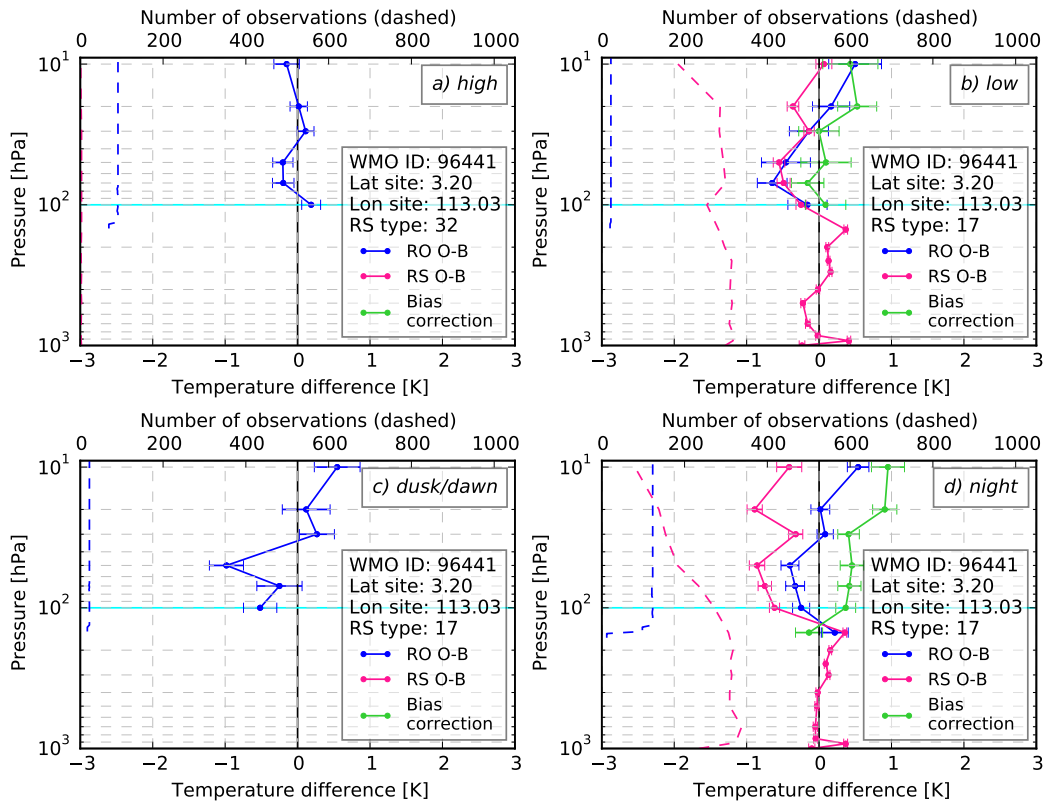 Number of observations (dashed)
0 200 400 600 800 1000
10^1
10^2
10^3
Pressure [hPa]
a) high
WMO ID: 96441
Lat site: 3.20
Lon site: 113.03
RS type: 32
RO O-B
RS O-B
Bias
correction
−3 −2 −1 0 1 2 3
Temperature difference [K]
Number of observations (dashed)
0 200 400 600 800 1000
10^1
10^2
10^3
Pressure [hPa]
b) low
WMO ID: 96441
Lat site: 3.20
Lon site: 113.03
RS type: 17
RO O-B
RS O-B
Bias
correction
−3 −2 −1 0 1 2 3
Temperature difference [K]
Number of observations (dashed)
0 200 400 600 800 1000
10^1
10^2
10^3
Pressure [hPa]
c) dusk/dawn
WMO ID: 96441
Lat site: 3.20
Lon site: 113.03
RS type: 17
RO O-B
RS O-B
Bias
correction
−3 −2 −1 0 1 2 3
Temperature difference [K]
Number of observations (dashed)
0 200 400 600 800 1000
10^1
10^2
10^3
Pressure [hPa]
d) night
WMO ID: 96441
Lat site: 3.20
Lon site: 113.03
RS type: 17
RO O-B
RS O-B
Bias
correction
−3 −2 −1 0 1 2 3
Temperature difference [K]